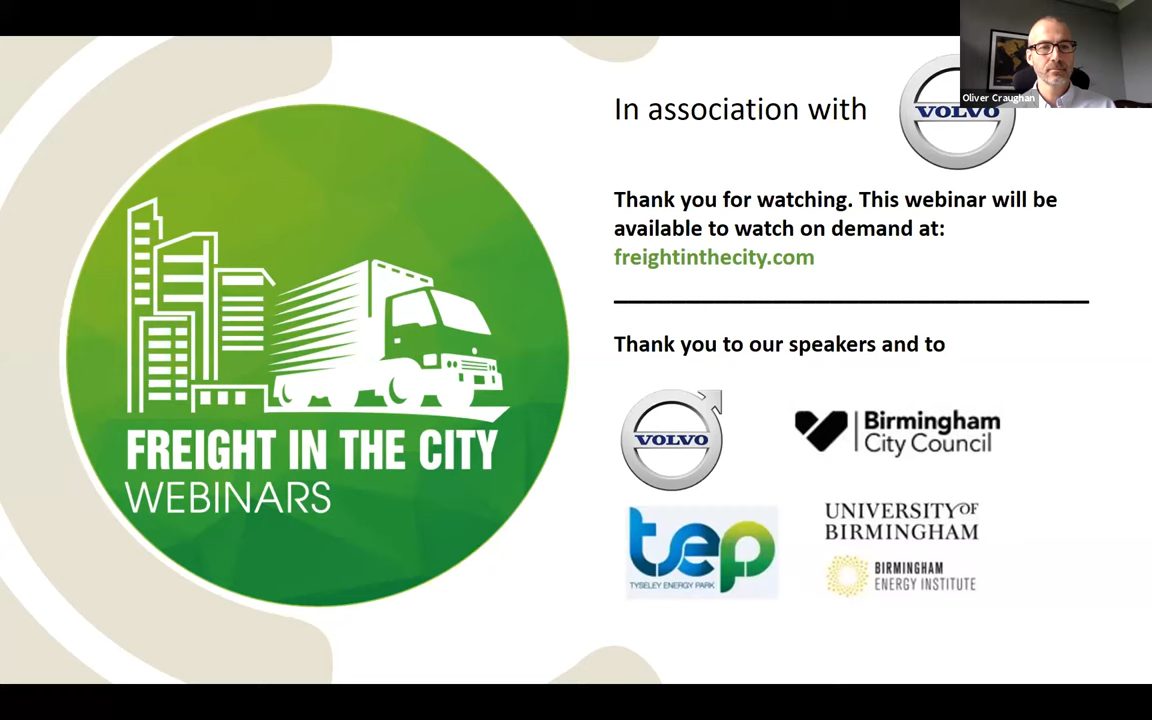 In association with
VOLVO
Oliver Craughan
Thank you for watching. This webinar will be
available to watch on demand at:
freightinthecity.com
Thank you to our speakers and to
VOLVO
Birmingham
City Council
tep
TYSELEY ENERGY PARK
UNIVERSITY OF
BIRMINGHAM
BIRMINGHAM
ENERGY INSTITUTE
FREIGHT IN THE CITY
WEBINARS